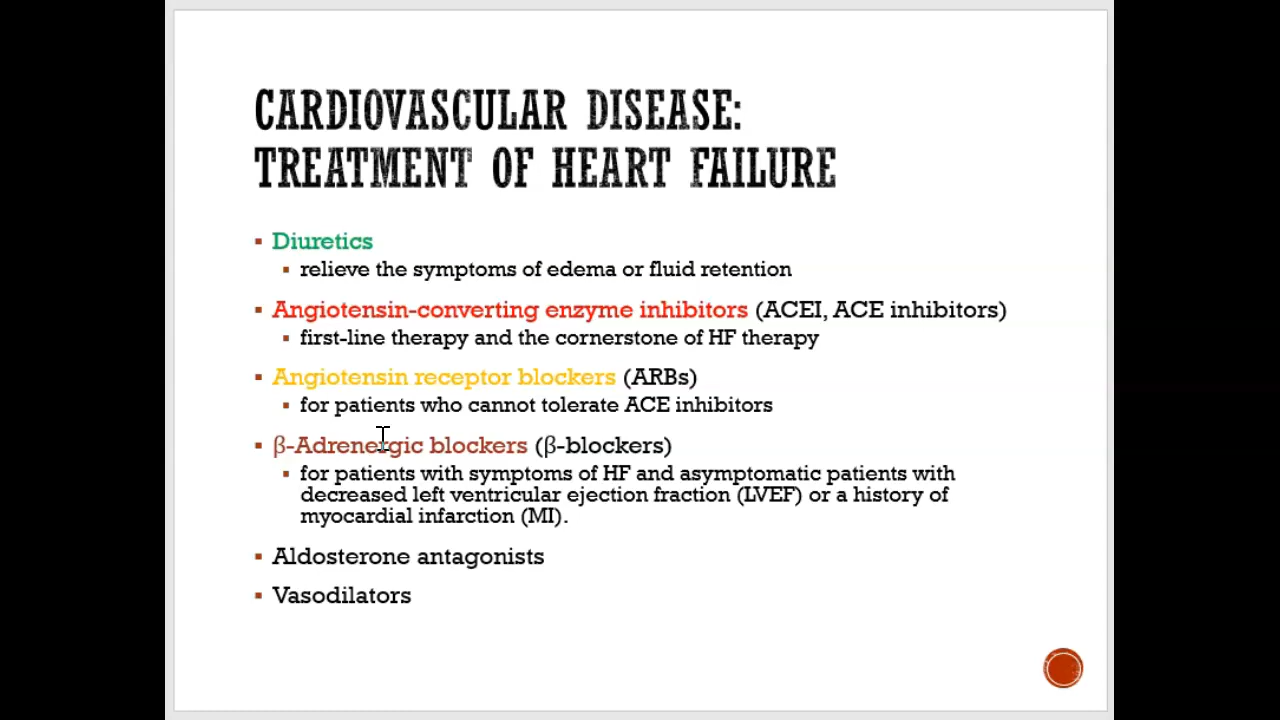 CARDIOVASCULAR DISEASE:
TREATMENT OF HEART FAILURE
▪ Diuretics
▪ relieve the symptoms of edema or fluid retention
▪ Angiotensin-converting enzyme inhibitors (ACEI, ACE inhibitors)
▪ first-line therapy and the cornerstone of HF therapy
▪ Angiotensin receptor blockers (ARBs)
▪ for patients who cannot tolerate ACE inhibitors
▪ β-Adrenergic blockers (β-blockers)
▪ for patients with symptoms of HF and asymptomatic patients with
decreased left ventricular ejection fraction (LVEF) or a history of
myocardial infarction (MI).
▪ Aldosterone antagonists
▪ Vasodilators